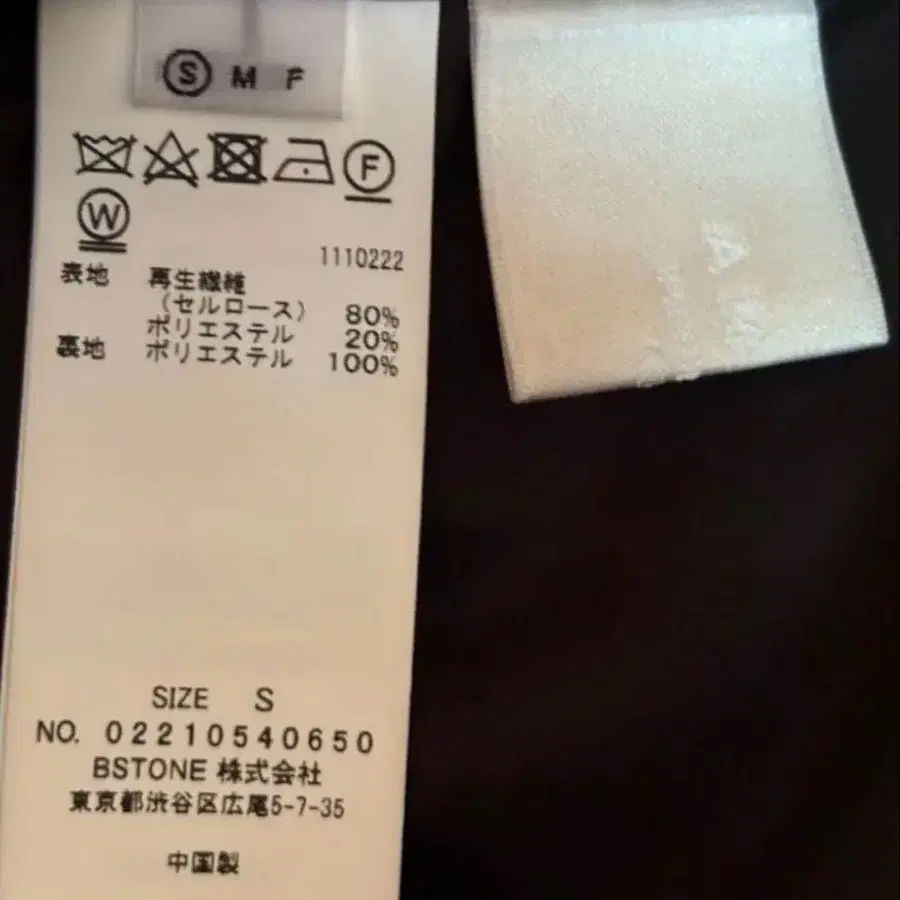 S M F
F
W
1110222
表地 再生繊維
(セルロース) 80%
ポリエステル 20%
裏地 ポリエステル 100%
SIZE S
NO. 02210540650
BSTONE 株式会社
東京都渋谷区広尾5-7-35
中国製